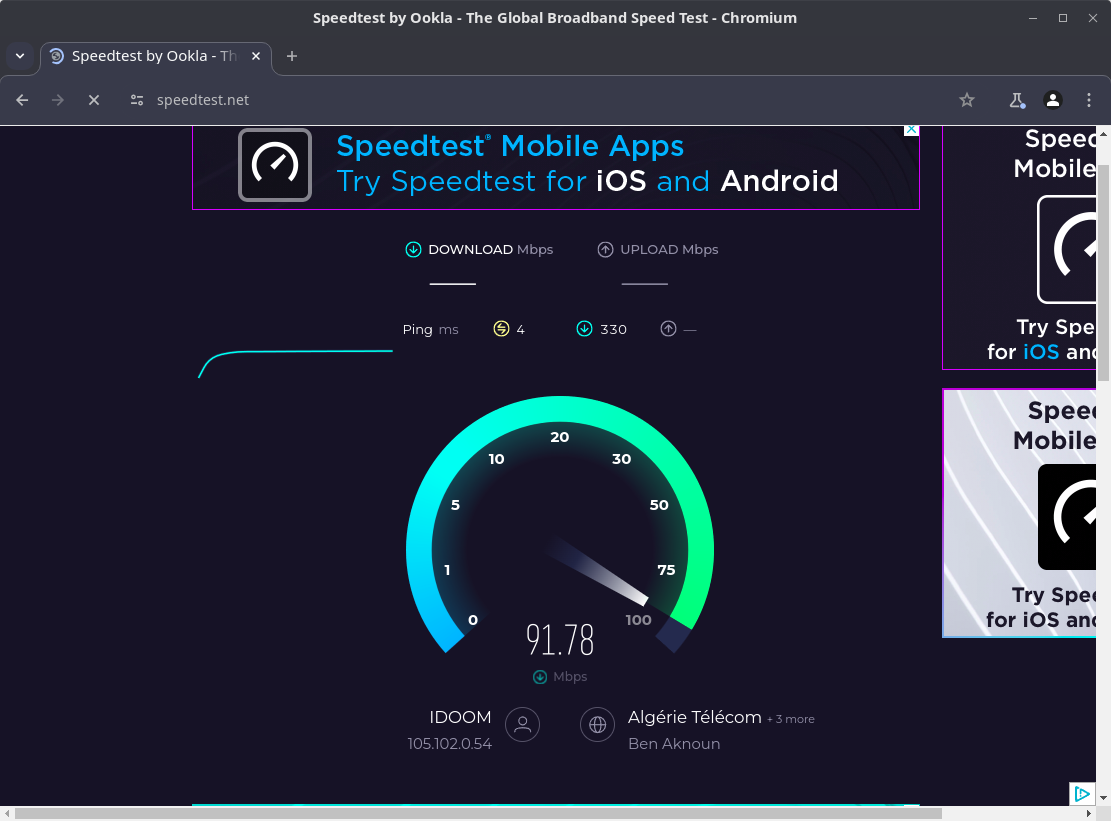 Speedtest by Ookla - The Global Broadband Speed Test - Chromium
Speedtest by Ookla - Th
speedtest.net
Speedtest® Mobile Apps
Try Speedtest for iOS and Android
Speed
Mobile
Try Spe
for iOS and
DOWNLOAD Mbps
UPLOAD Mbps
Ping ms 4 330 —
0
1
5
10
20
30
50
75
100
91.78
Mbps
Speed
Mobile
Try Spe
for iOS and
IDOOM
105.102.0.54
Algérie Télécom + 3 more
Ben Aknoun